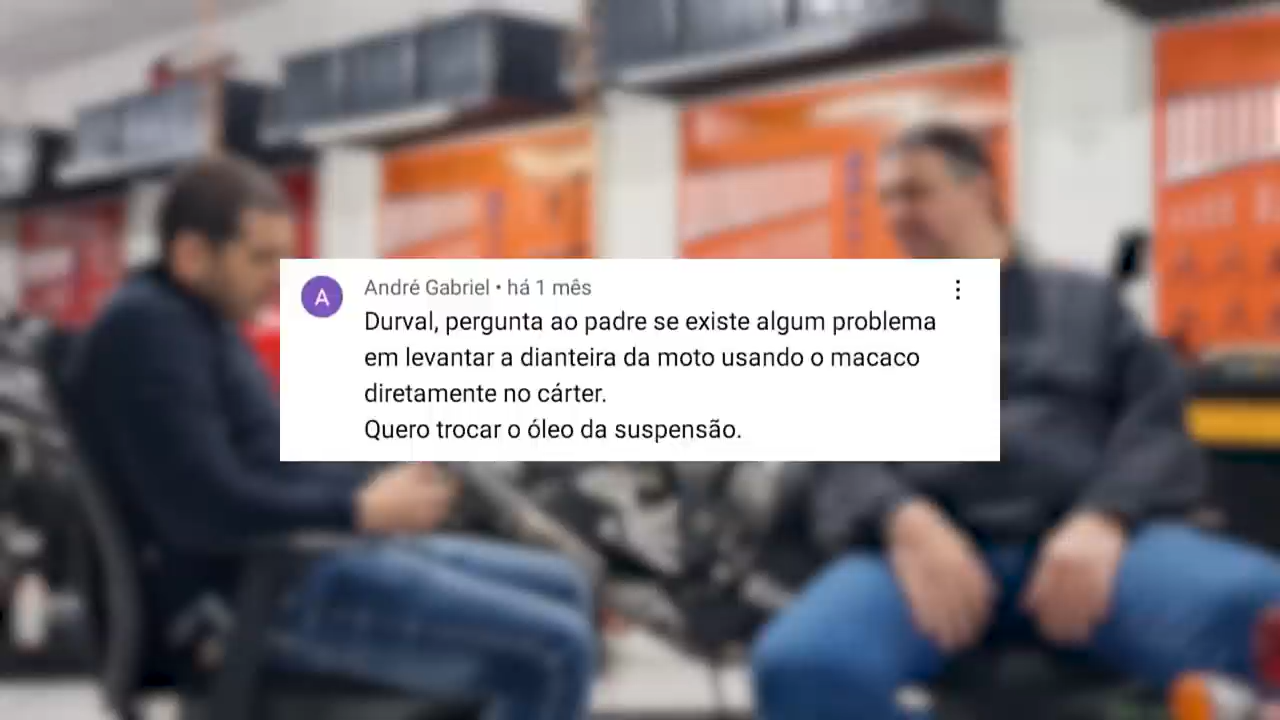 A
André Gabriel • há 1 mês
Durval, pergunta ao padre se existe algum problema
em levantar a dianteira da moto usando o macaco
diretamente no cárter.
Quero trocar o óleo da suspensão.